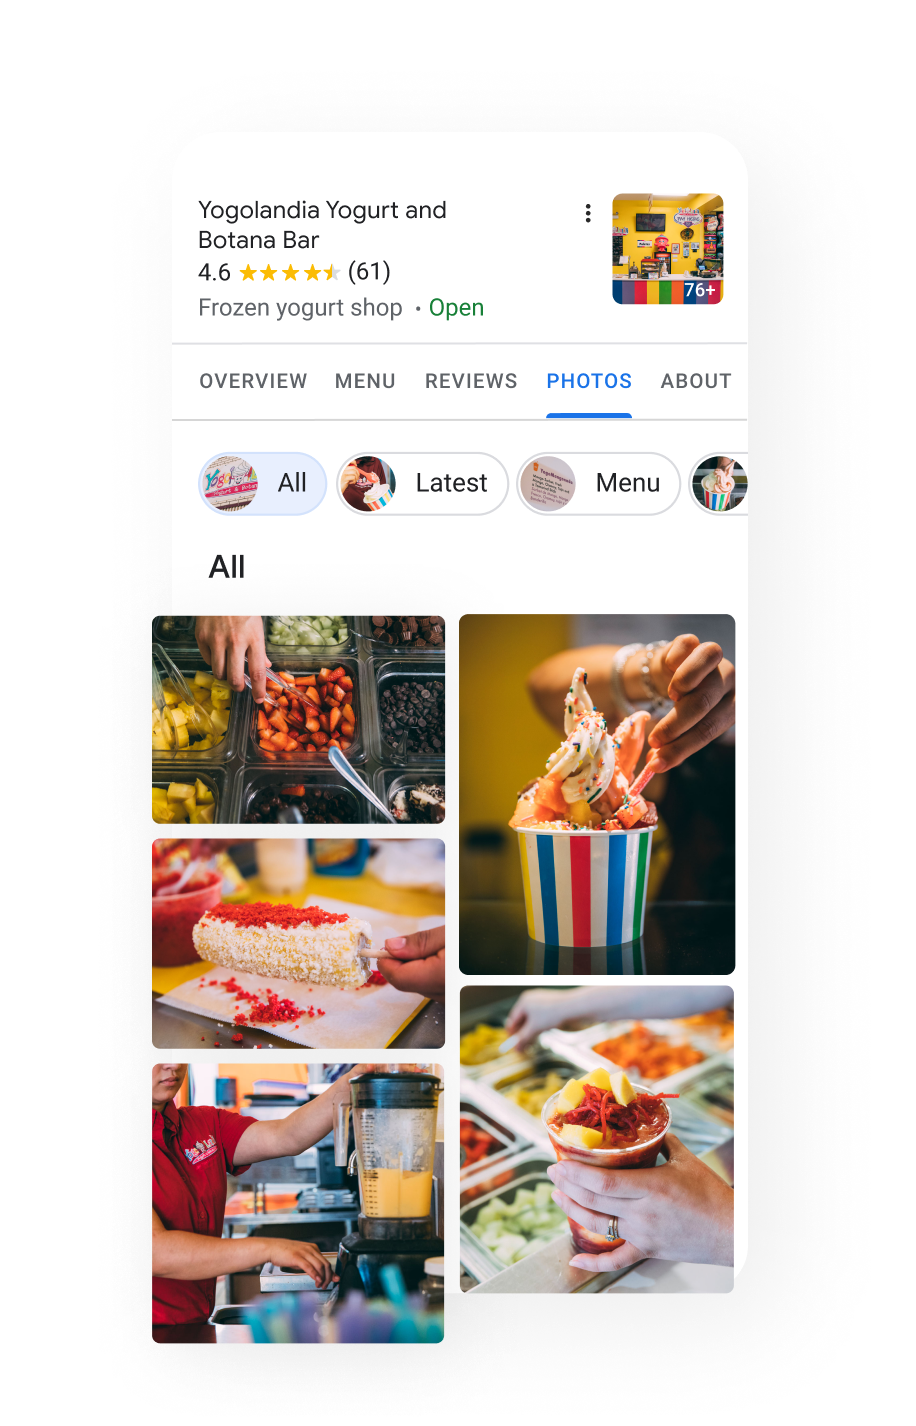 Yogolandia Yogurt and
Botana Bar
4.6 (61)
Frozen yogurt shop · Open
76+
OVERVIEW MENU REVIEWS PHOTOS ABOUT
All Latest Menu
All